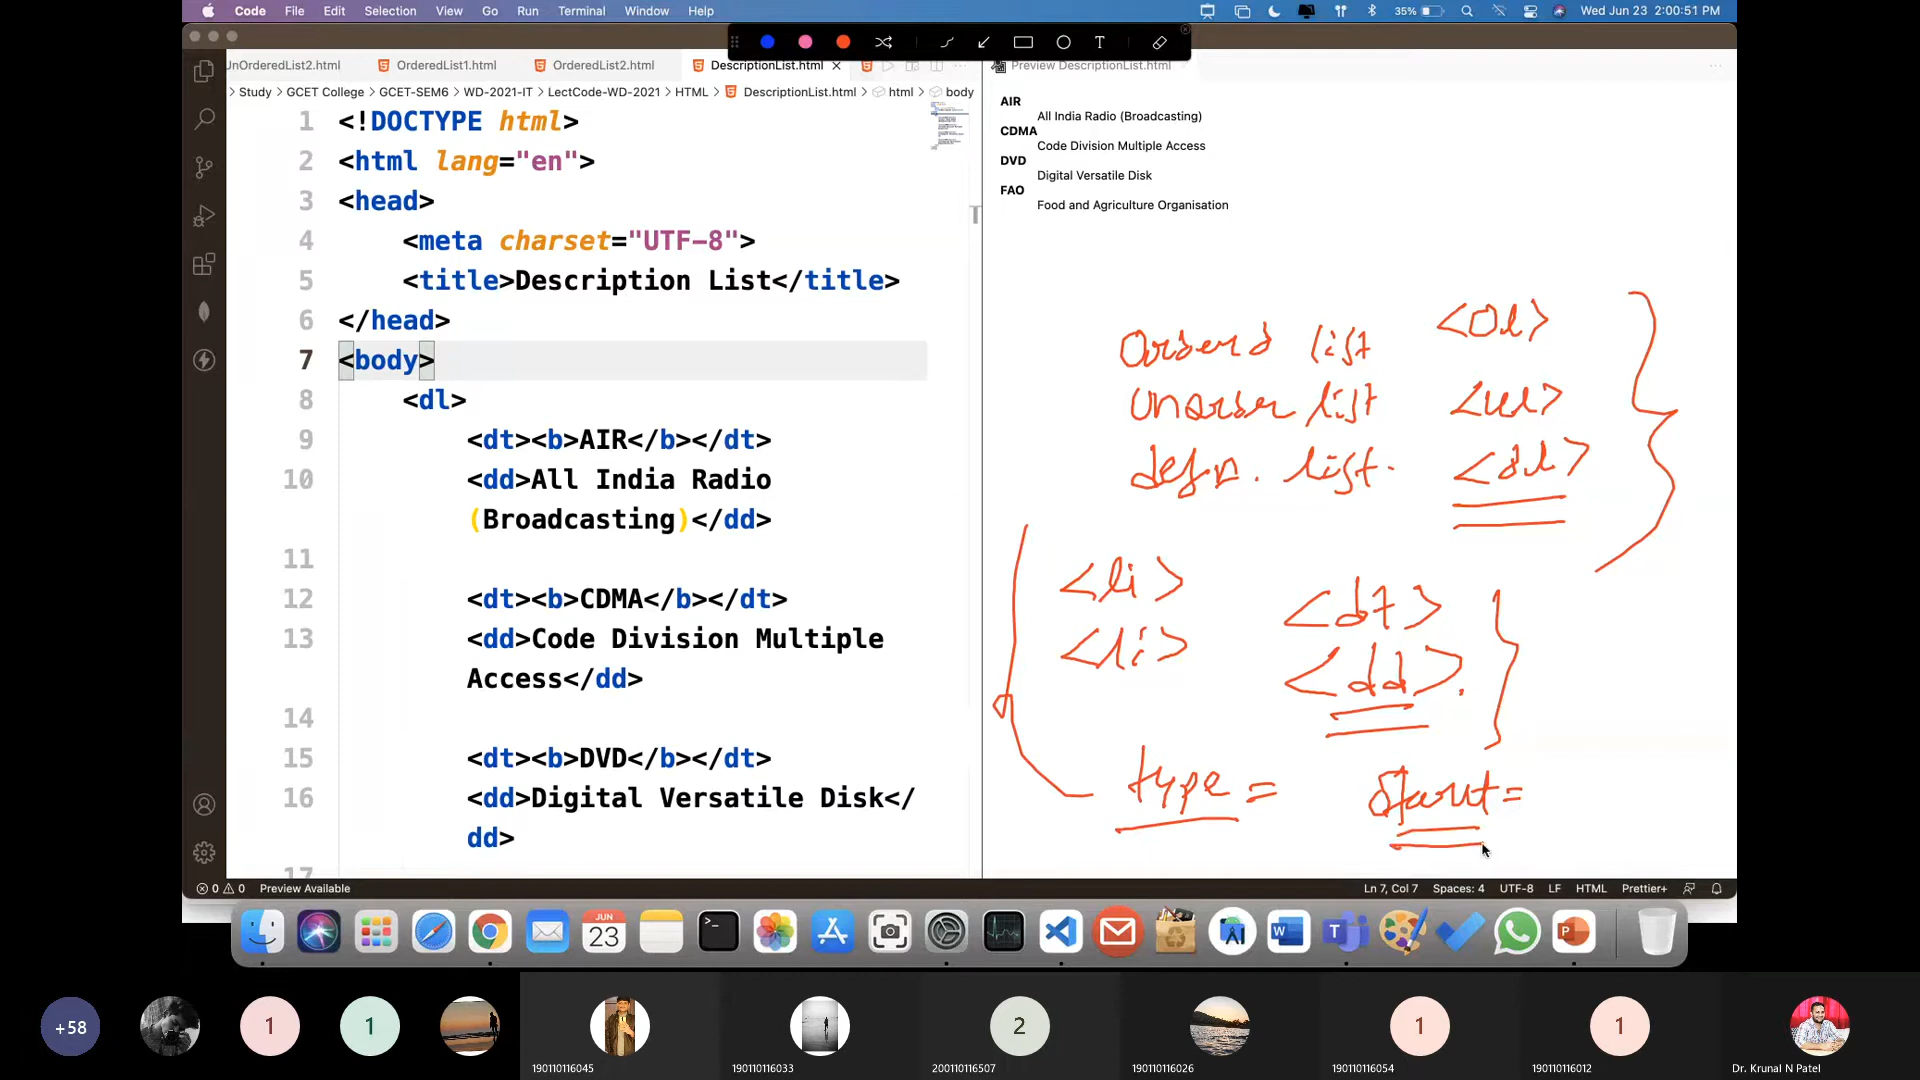 Code File Edit Selection View Go Run Terminal Window Help
35% Wed Jun 23 2:00:51 PM
T
UnOrderedList2.html OrderedList1.html OrderedList2.html DescriptionList.html
Preview DescriptionList.html
> Study > GCET College > GCET-SEM6 > WD-2021-IT > LectCode-WD-2021 > HTML > DescriptionList.html > html > body
1 <!DOCTYPE html>
2 <html lang="en">
3 <head>
4 <meta charset="UTF-8">
5 <title>Description List</title>
6 </head>
7 <body>
8 <dl>
9 <dt><b>AIR</b></dt>
10 <dd>All India Radio
(Broadcasting)</dd>
11
12 <dt><b>CDMA</b></dt>
13 <dd>Code Division Multiple
Access</dd>
14
15 <dt><b>DVD</b></dt>
16 <dd>Digital Versatile Disk</
dd>
17
AIR
All India Radio (Broadcasting)
CDMA
Code Division Multiple Access
DVD
Digital Versatile Disk
FAO
Food and Agriculture Organisation
Orderd list <Ol>
unorder list <ul>
defn. list. <dl>
<li> <dt>
<li> <dd>.
type = start=
0 0 Preview Available
Ln 7, Col 7 Spaces: 4 UTF-8 LF HTML Prettier+
JUN
23
+58 1 1 2 1 1
190110116045 190110116033 200110116507 190110116026 190110116054 190110116012 Dr. Krunal N Patel